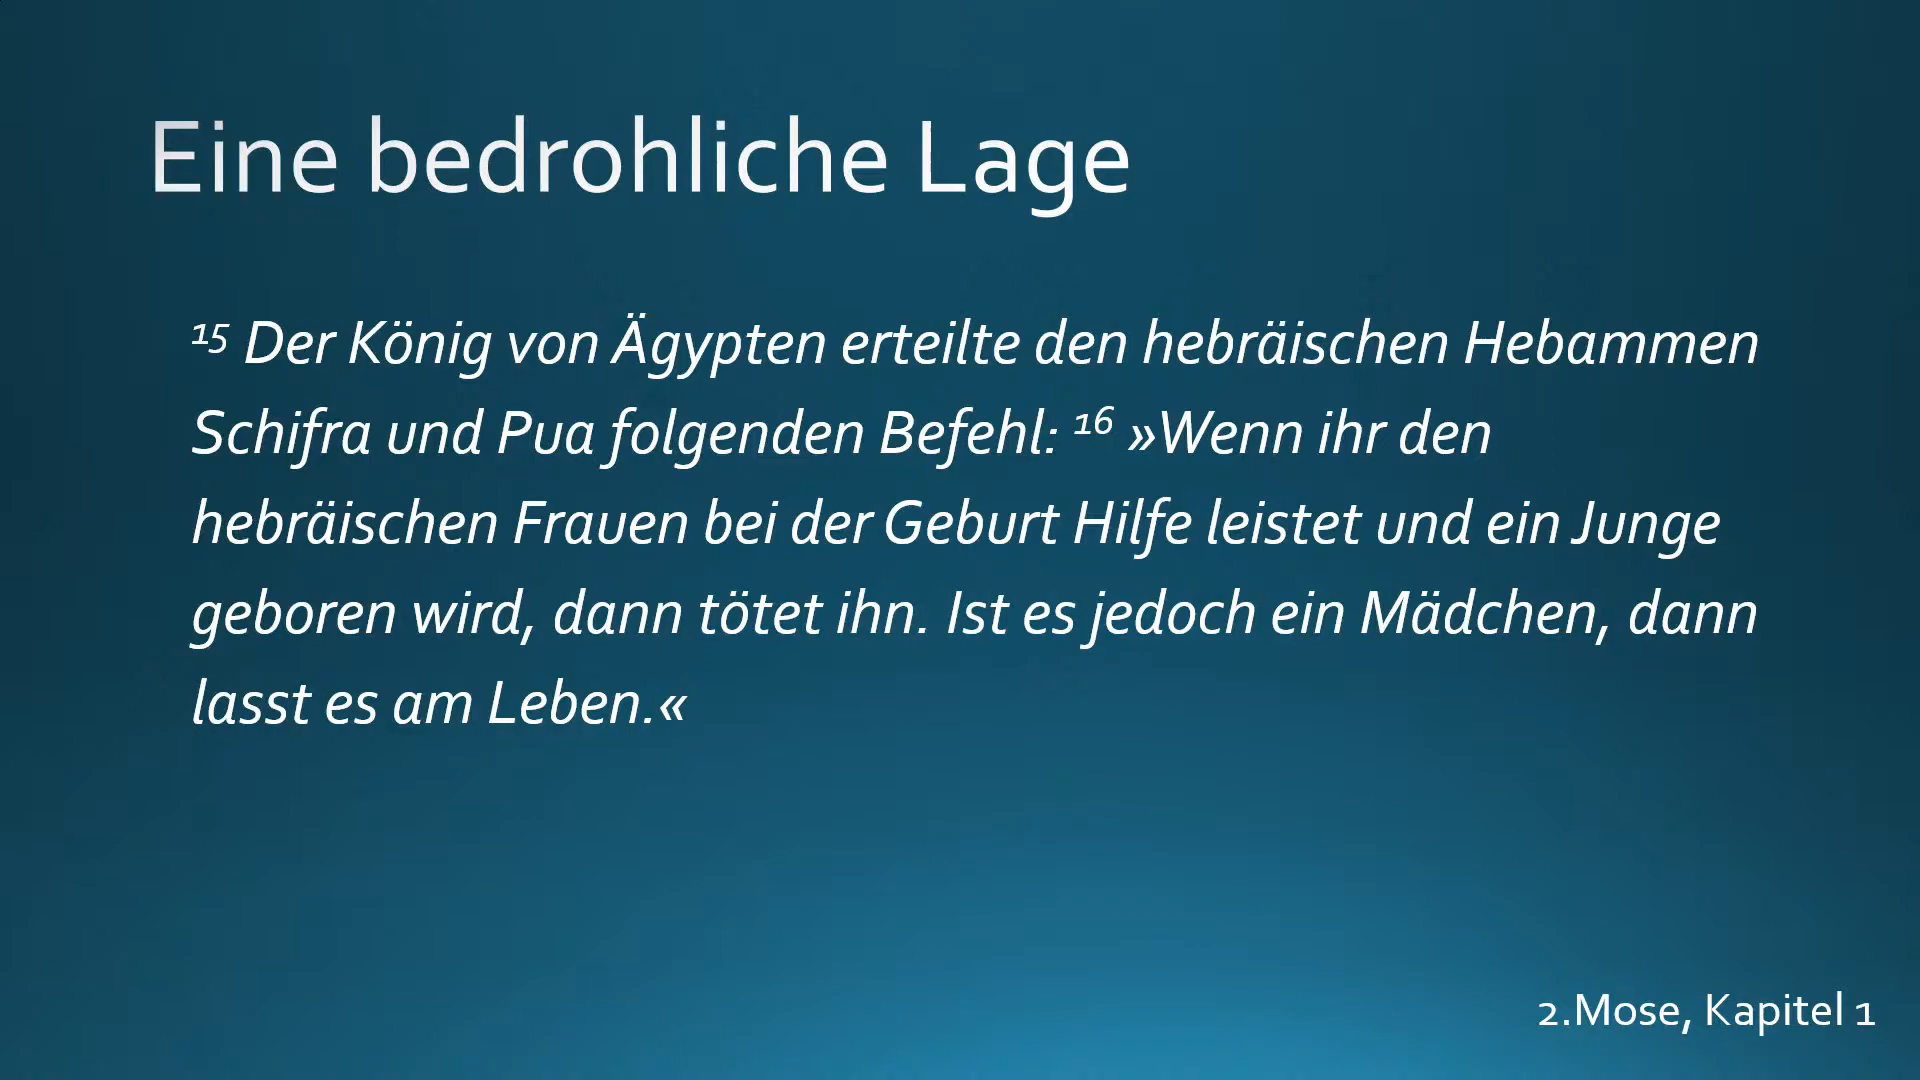 Eine bedrohliche Lage
¹⁵ Der König von Ägypten erteilte den hebräischen Hebammen
Schifra und Pua folgenden Befehl: ¹⁶ »Wenn ihr den
hebräischen Frauen bei der Geburt Hilfe leistet und ein Junge
geboren wird, dann tötet ihn. Ist es jedoch ein Mädchen, dann
lasst es am Leben.«
2.Mose, Kapitel 1